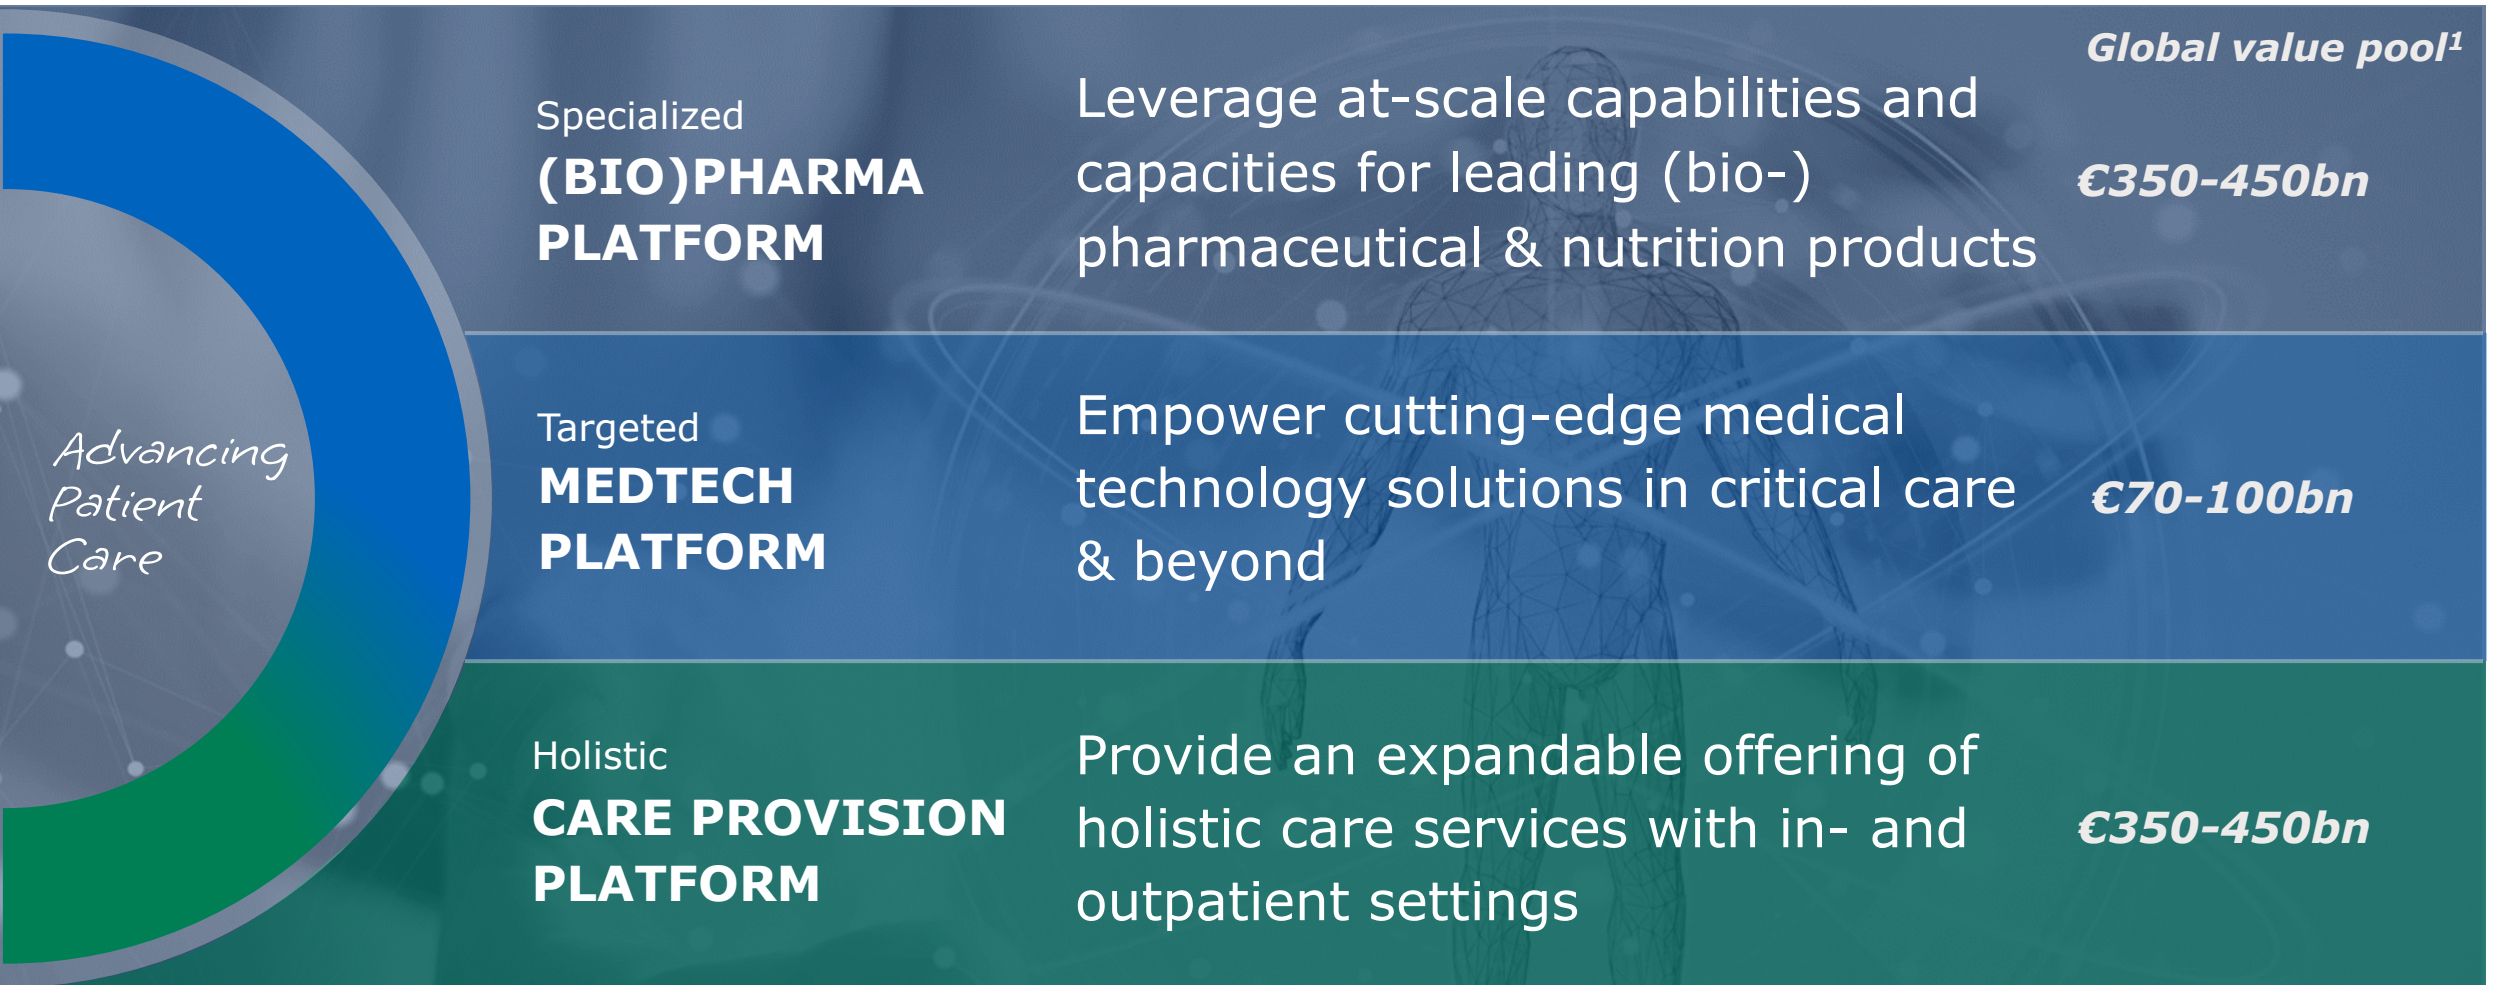 Advancing
Patient
Care
Global value pool¹
Specialized
(BIO)PHARMA
PLATFORM
Leverage at-scale capabilities and
capacities for leading (bio-)
pharmaceutical & nutrition products
€350-450bn
Targeted
MEDTECH
PLATFORM
Empower cutting-edge medical
technology solutions in critical care
& beyond
€70-100bn
Holistic
CARE PROVISION
PLATFORM
Provide an expandable offering of
holistic care services with in- and
outpatient settings
€350-450bn